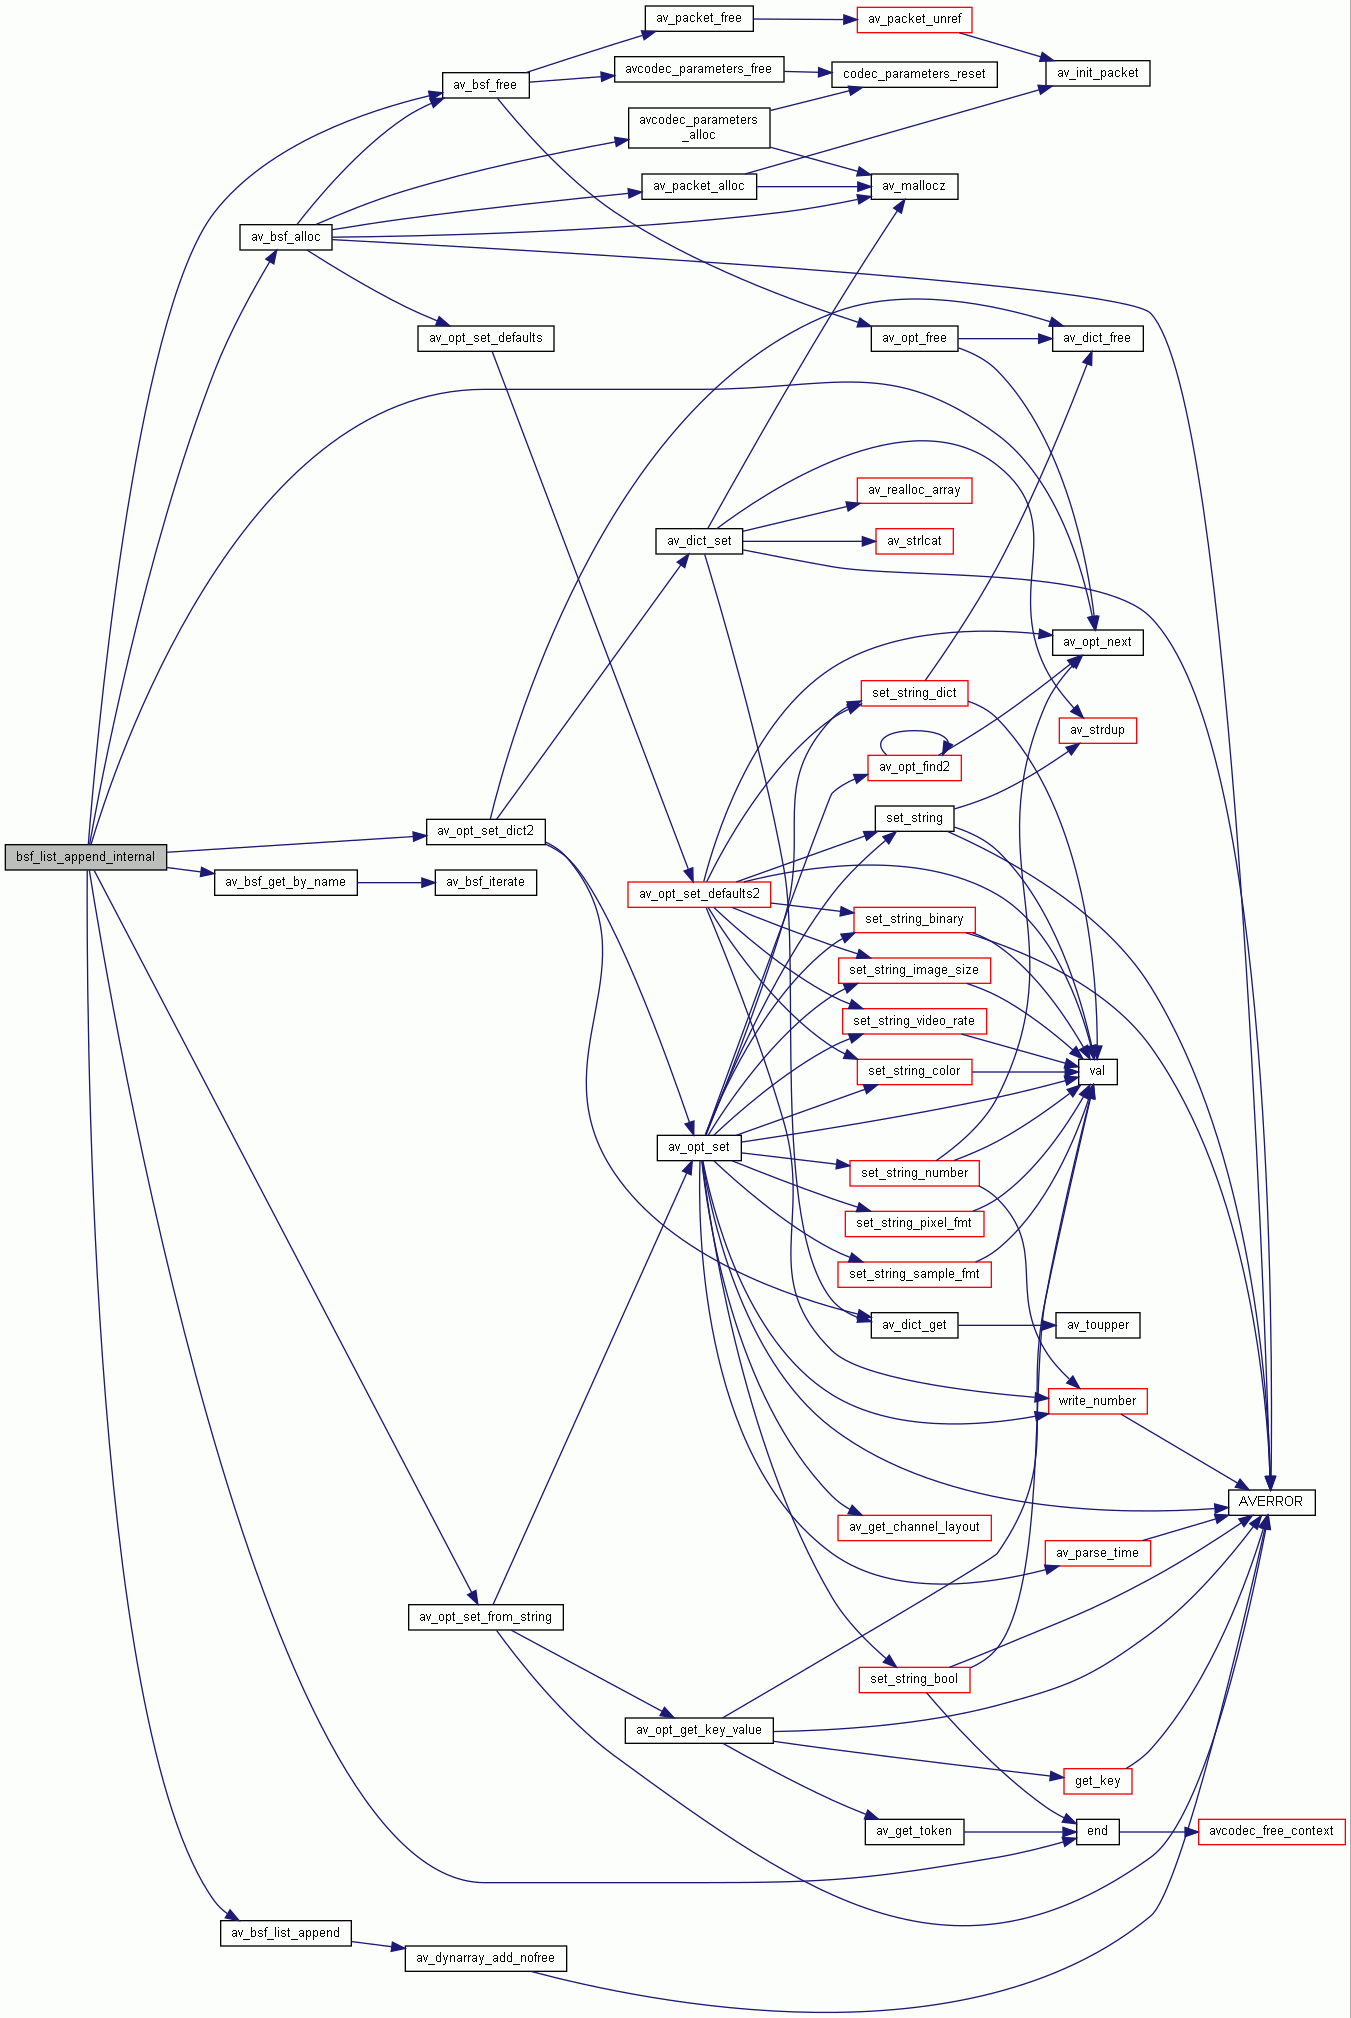 av_packet_free
av_packet_unref
avcodec_parameters_free
codec_parameters_reset
av_init_packet
av_bsf_free
avcodec_parameters
_alloc
av_packet_alloc
av_mallocz
av_bsf_alloc
av_opt_set_defaults
av_opt_free
av_dict_free
av_realloc_array
av_dict_set
av_strlcat
av_opt_next
set_string_dict
av_strdup
av_opt_find2
set_string
av_opt_set_dict2
bsf_list_append_internal
av_bsf_get_by_name
av_bsf_iterate
av_opt_set_defaults2
set_string_binary
set_string_image_size
set_string_video_rate
set_string_color
val
av_opt_set
set_string_number
set_string_pixel_fmt
set_string_sample_fmt
av_dict_get
av_toupper
write_number
AVERROR
av_get_channel_layout
av_parse_time
av_opt_set_from_string
set_string_bool
av_opt_get_key_value
get_key
av_get_token
end
avcodec_free_context
av_bsf_list_append
av_dynarray_add_nofree